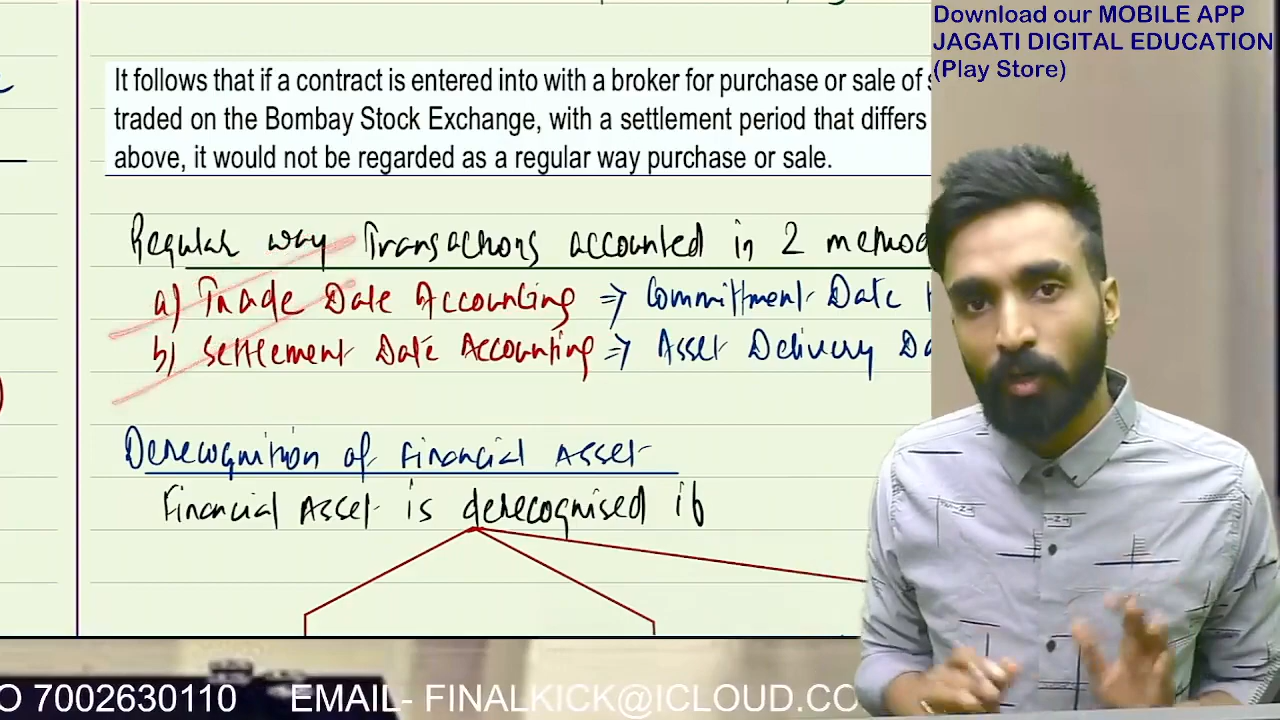 Download our MOBILE APP
JAGATI DIGITAL EDUCATION
(Play Store)
It follows that if a contract is entered into with a broker for purchase or sale of
traded on the Bombay Stock Exchange, with a settlement period that differs
above, it would not be regarded as a regular way purchase or sale.
Regular way Transactions accounted in 2 method
a) Trade Date Accounting ⇒ Committment Date
b) Settlement Date Accounting ⇒ Asset Delivery Da
Derecognition of Financial Asset
Financial Asset is derecognised if
O 7002630110 EMAIL- FINALKICK@ICLOUD.CO